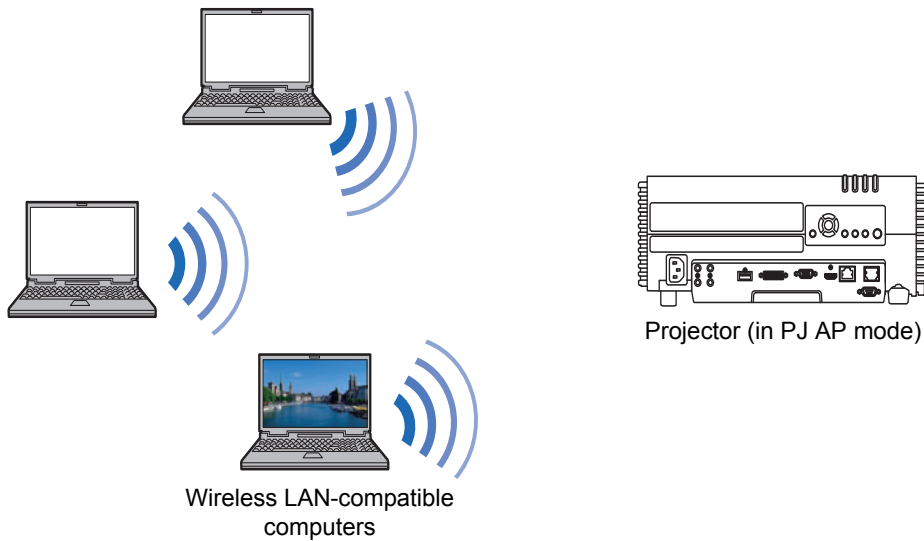 Projector (in PJ AP mode)
Wireless LAN-compatible
computers